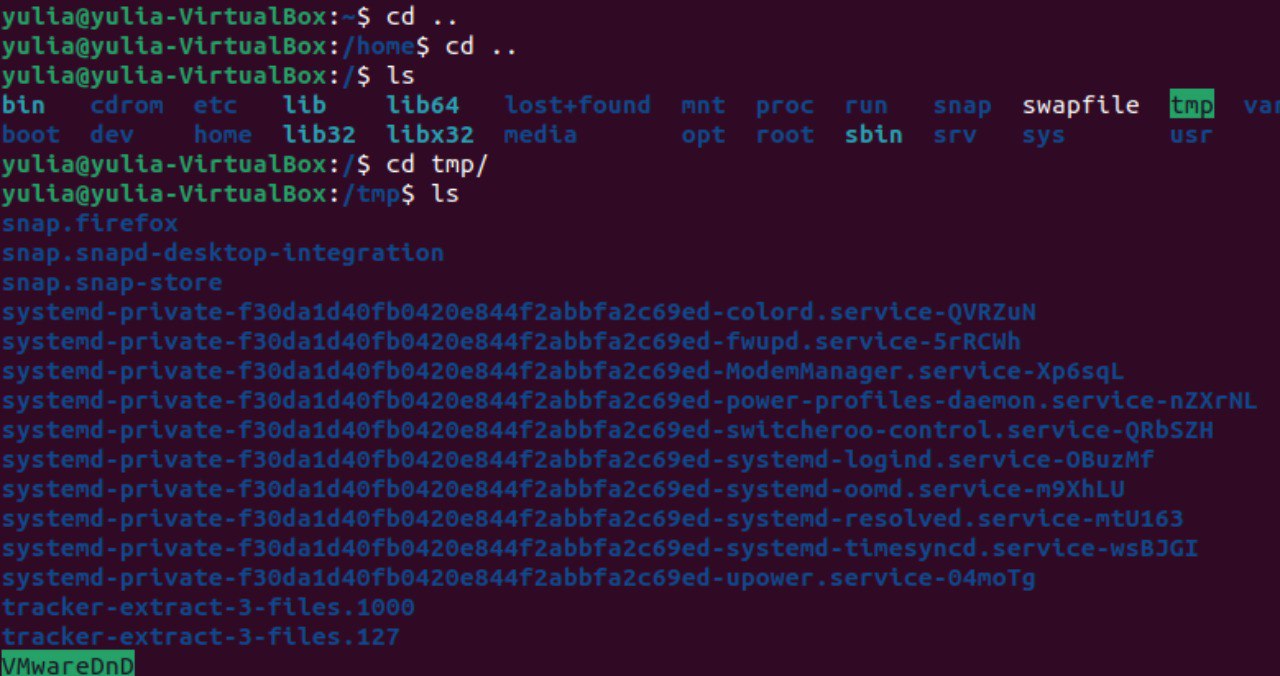 yulia@yulia-VirtualBox:~$ cd ..
yulia@yulia-VirtualBox:/home$ cd ..
yulia@yulia-VirtualBox:/$ ls
bin cdrom etc lib lib64 lost+found mnt proc run snap swapfile tmp var
boot dev home lib32 libx32 media opt root sbin srv sys usr
yulia@yulia-VirtualBox:/$ cd tmp/
yulia@yulia-VirtualBox:/tmp$ ls
snap.firefox
snap.snapd-desktop-integration
snap.snap-store
systemd-private-f30da1d40fb0420e844f2abbfa2c69ed-colord.service-QVRZuN
systemd-private-f30da1d40fb0420e844f2abbfa2c69ed-fwupd.service-5rRCWh
systemd-private-f30da1d40fb0420e844f2abbfa2c69ed-ModemManager.service-Xp6sqL
systemd-private-f30da1d40fb0420e844f2abbfa2c69ed-power-profiles-daemon.service-nZXrNL
systemd-private-f30da1d40fb0420e844f2abbfa2c69ed-switcheroo-control.service-QRbSZH
systemd-private-f30da1d40fb0420e844f2abbfa2c69ed-systemd-logind.service-OBuzMf
systemd-private-f30da1d40fb0420e844f2abbfa2c69ed-systemd-oomd.service-m9XhLU
systemd-private-f30da1d40fb0420e844f2abbfa2c69ed-systemd-resolved.service-mtU163
systemd-private-f30da1d40fb0420e844f2abbfa2c69ed-systemd-timesyncd.service-wsBJGI
systemd-private-f30da1d40fb0420e844f2abbfa2c69ed-upower.service-04moTg
tracker-extract-3-files.1000
tracker-extract-3-files.127
VMwareDnD